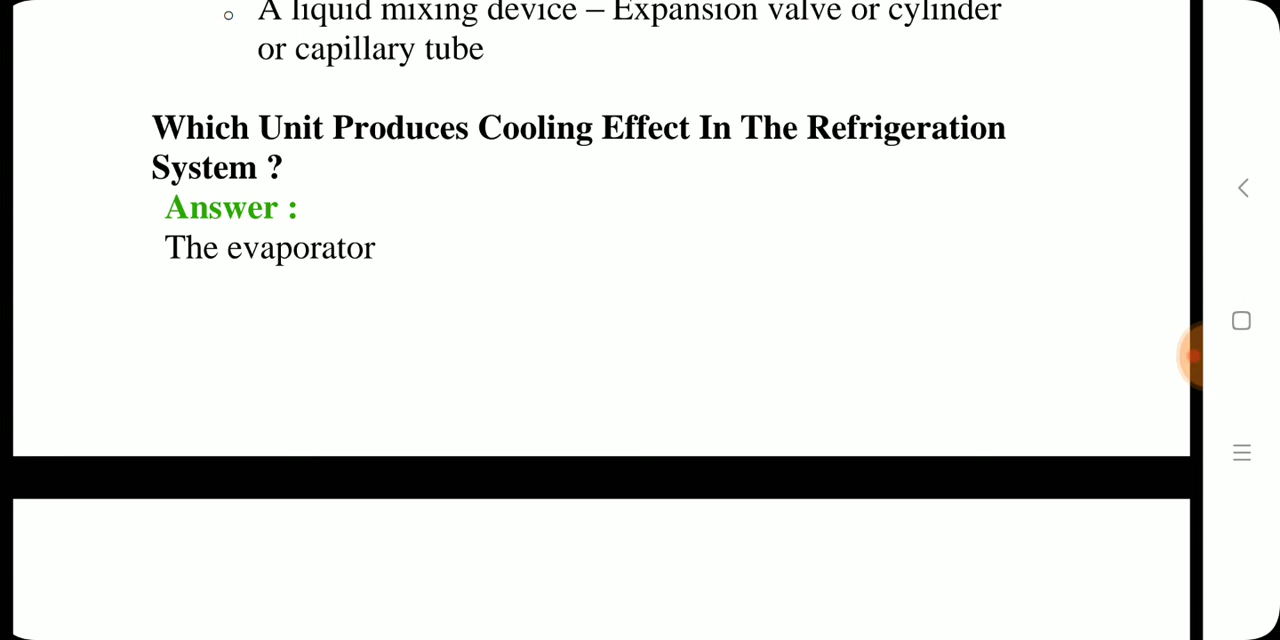 A liquid mixing device – Expansion valve or cylinder
or capillary tube
Which Unit Produces Cooling Effect In The Refrigeration
System ?
Answer :
The evaporator